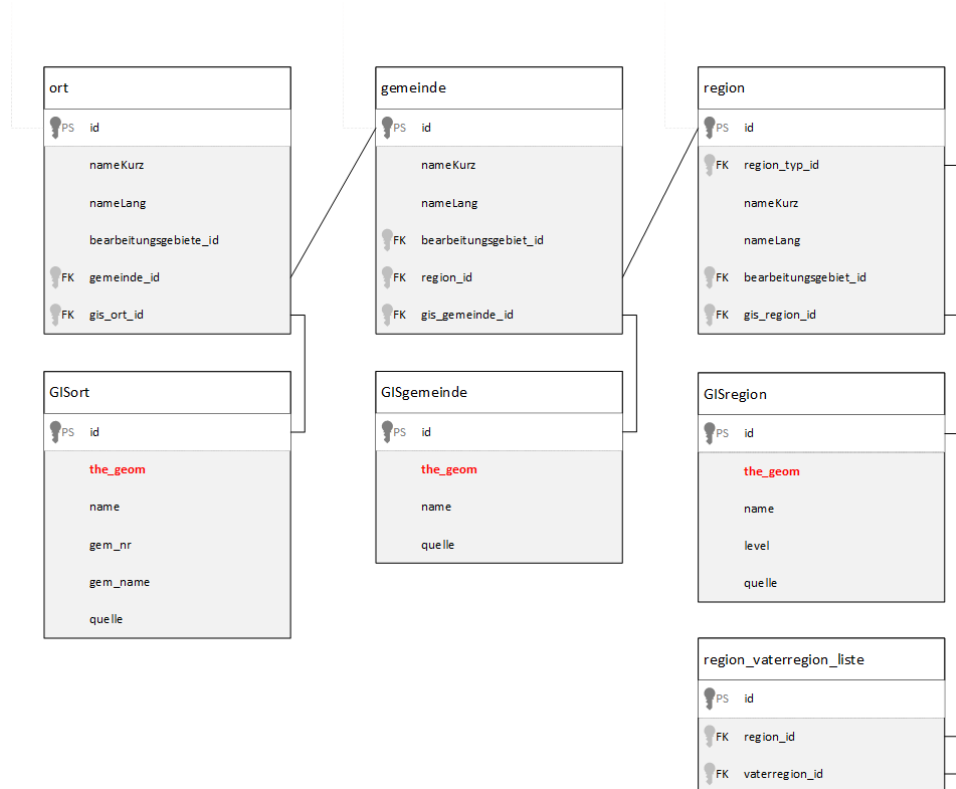 ort
PS id
nameKurz
nameLang
bearbeitungsgebiete_id
FK gemeinde_id
FK gis_ort_id
GISort
PS id
the_geom
name
gem_nr
gem_name
quelle
gemeinde
PS id
nameKurz
nameLang
FK bearbeitungsgebiet_id
FK region_id
FK gis_gemeinde_id
GISgemeinde
PS id
the_geom
name
quelle
region
PS id
FK region_typ_id
nameKurz
nameLang
FK bearbeitungsgebiet_id
FK gis_region_id
GISregion
PS id
the_geom
name
level
quelle
region_vaterregion_liste
PS id
FK region_id
FK vaterregion_id